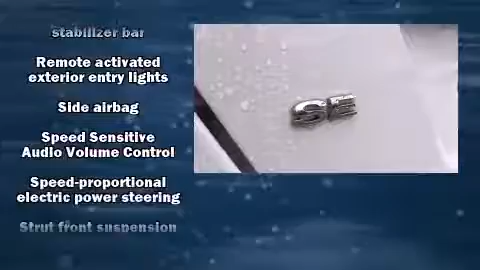 stabilizer bar
Remote activated
exterior entry lights
Side airbag
Speed Sensitive
Audio Volume Control
Speed-proportional
electric power steering
Strut front suspension
SE